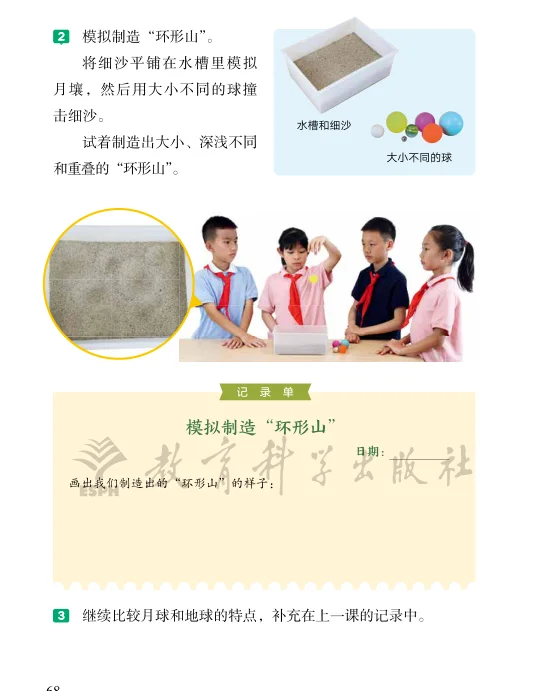 2 模拟制造“环形山”。
将细沙平铺在水槽里模拟
月壤，然后用大小不同的球撞
击细沙。
试着制造出大小、深浅不同
和重叠的“环形山”。
水槽和细沙
大小不同的球
记录单
模拟制造“环形山”
日期：
教育科学出版社
ESPH
画出我们制造出的“环形山”的样子：
3 继续比较月球和地球的特点，补充在上一课的记录中。
68